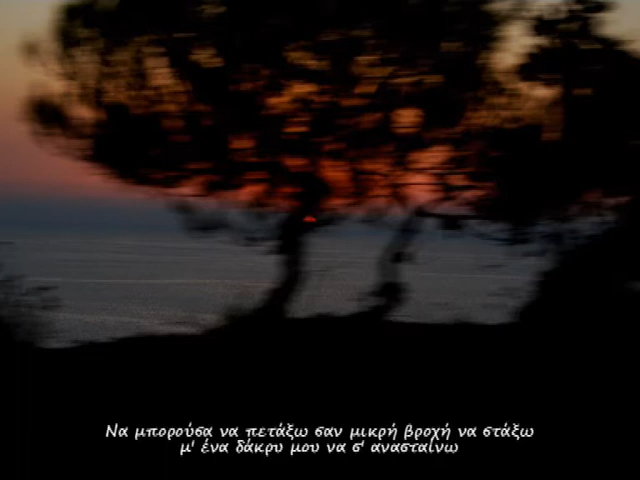 Να μπορούσα να πετάξω σαν μικρή βροχή να στάξω
μ' ένα δάκρυ μου να σ' ανασταίνω